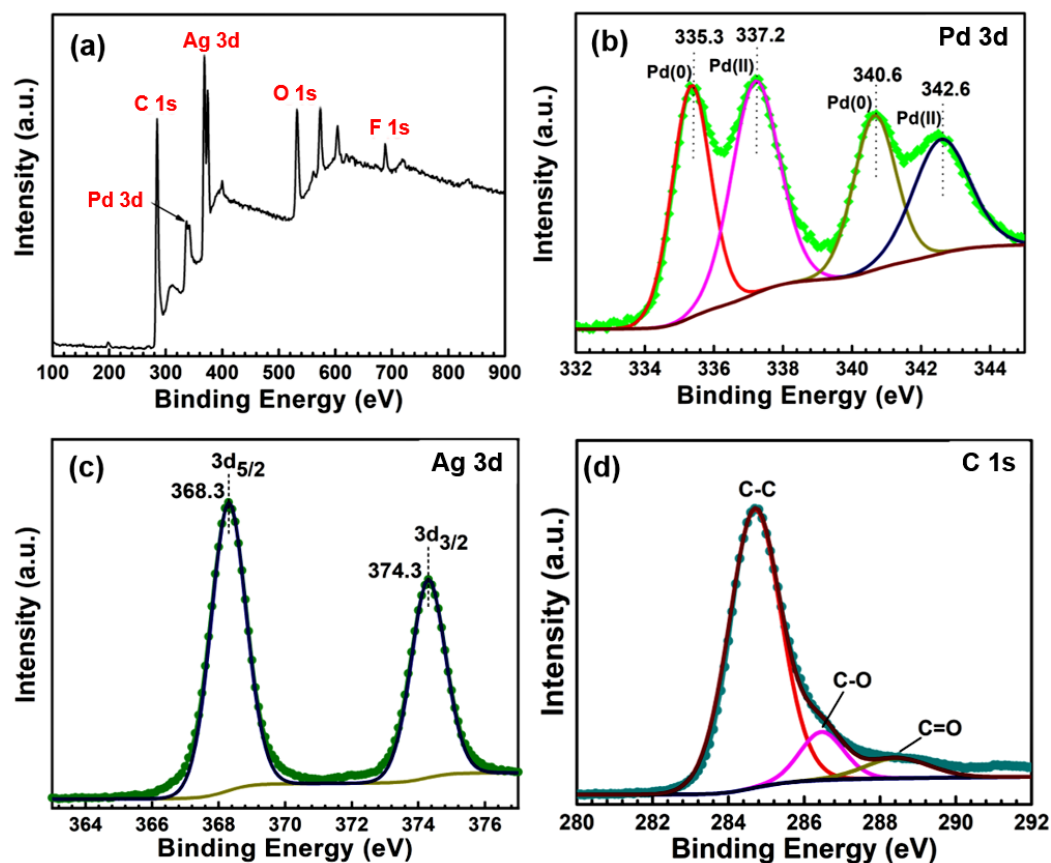 (a)
Ag 3d
C 1s
O 1s
F 1s
Pd 3d
Intensity (a.u.)
100 200 300 400 500 600 700 800 900
Binding Energy (eV)
(b)
Pd 3d
335.3 337.2
Pd(0) Pd(II)
340.6 342.6
Pd(0) Pd(II)
Intensity (a.u.)
332 334 336 338 340 342 344
Binding Energy (eV)
(c)
Ag 3d
3d5/2
368.3
3d3/2
374.3
Intensity (a.u.)
364 366 368 370 372 374 376
Binding Energy (eV)
(d)
C 1s
C-C
C-O
C=O
Intensity (a.u.)
280 282 284 286 288 290 292
Binding Energy (eV)